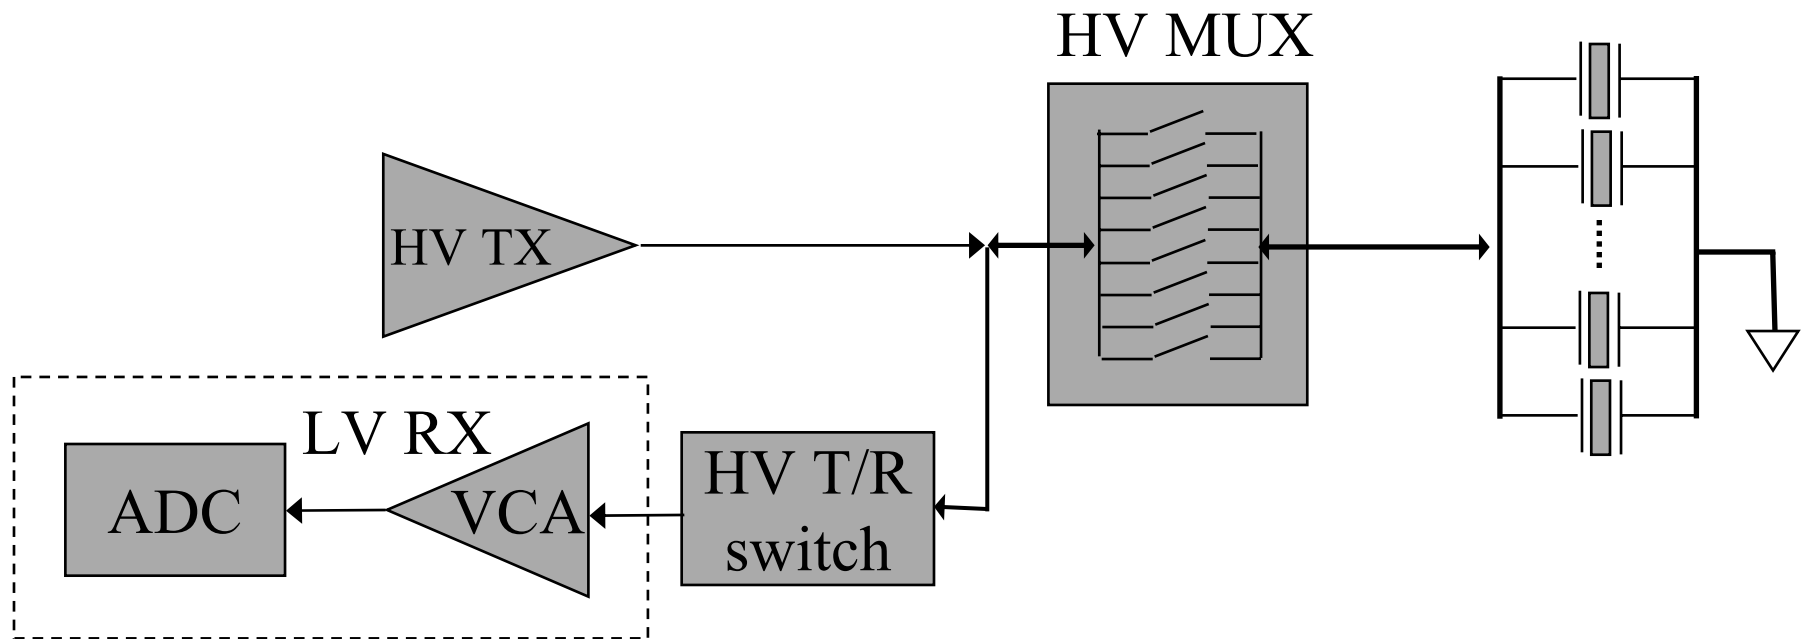 HV MUX
HV TX
LV RX
ADC
VCA
HV T/R
switch